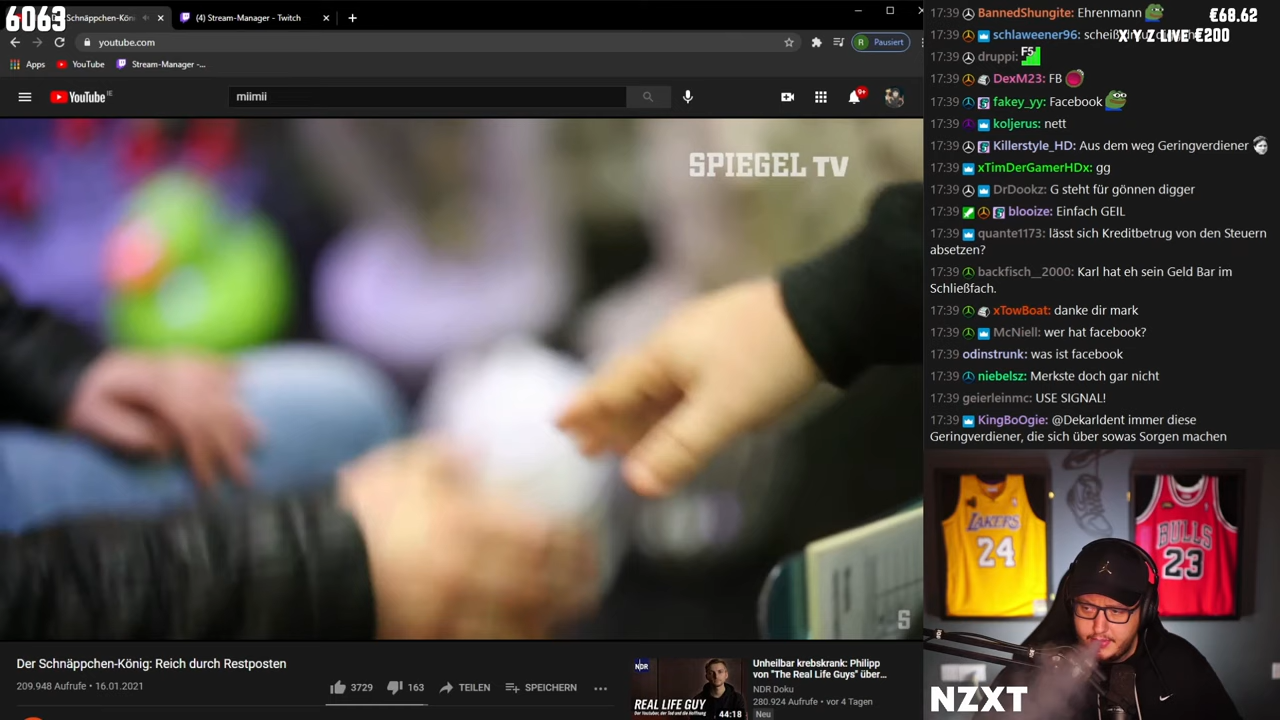 6063
Schnäppchen-Kön
(4) Stream-Manager - Twitch
youtube.com
R Pausiert
Apps
YouTube
Stream-Manager -...
YouTube IE
miimii
9+
SPIEGEL TV
S
Der Schnäppchen-König: Reich durch Restposten
209.948 Aufrufe • 16.01.2021
3729
163
TEILEN
SPEICHERN
NDR
REAL LIFE GUY
44:18
Unheilbar krebskrank: Philipp
von "The Real Life Guys" über...
NDR Doku
280.924 Aufrufe • vor 4 Tagen
Neu
€68.62
X Y Z LIVE €200
17:39 BannedShungite: Ehrenmann
17:39 schlaweener96:
17:39 druppi: F5
17:39 DexM23: FB
17:39 fakey_yy: Facebook
17:39 koljerus: nett
17:39 Killerstyle_HD: Aus dem weg Geringverdiener
17:39 xTimDerGamerHDx: gg
17:39 DrDookz: G steht für gönnen digger
17:39 blooize: Einfach GEIL
17:39 quante1173: lässt sich Kreditbetrug von den Steuern
absetzen?
17:39 backfisch__2000: Karl hat eh sein Geld Bar im
Schließfach.
17:39 xTowBoat: danke dir mark
17:39 McNiell: wer hat facebook?
17:39 odinstrunk: was ist facebook
17:39 niebelsz: Merkste doch gar nicht
17:39 geierleinmc: USE SIGNAL!
17:39 KingBoOgie: @Dekarldent immer diese
Geringverdiener, die sich über sowas Sorgen machen
LAKERS
24
BULLS
23
NZXT